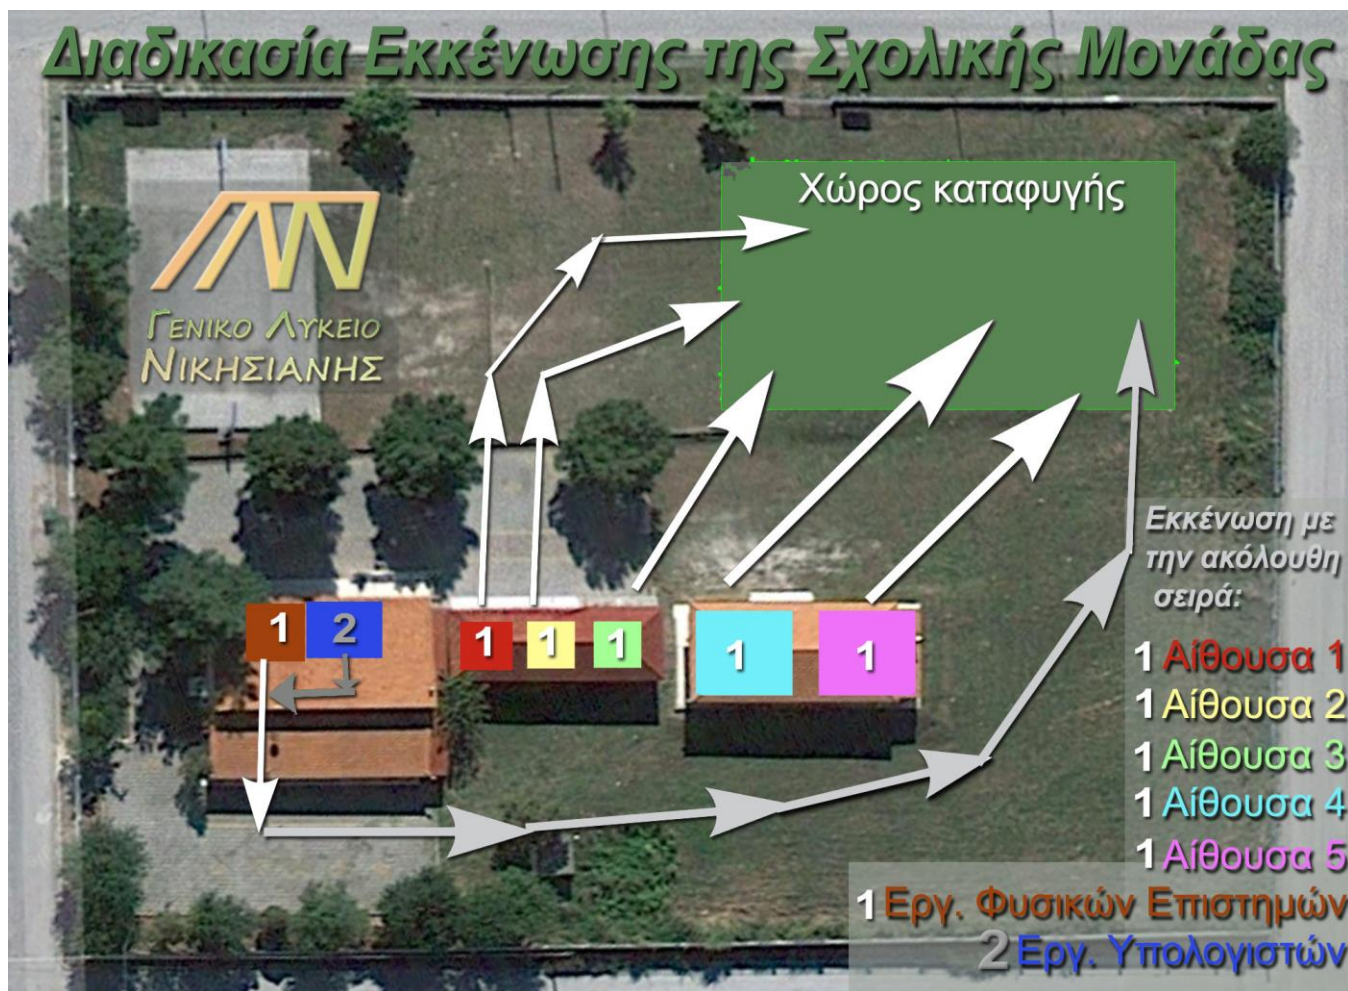 Διαδικασία Εκκένωσης της Σχολικής Μονάδας
Χώρος καταφυγής
ΓΕΝΙΚΟ ΛΥΚΕΙΟ
ΝΙΚΗΣΙΑΝΗΣ
1 2 1 1 1 1 1
Εκκένωση με
την ακόλουθη
σειρά:
1 Αίθουσα 1
1 Αίθουσα 2
1 Αίθουσα 3
1 Αίθουσα 4
1 Αίθουσα 5
1 Εργ. Φυσικών Επιστημών
2 Εργ. Υπολογιστών